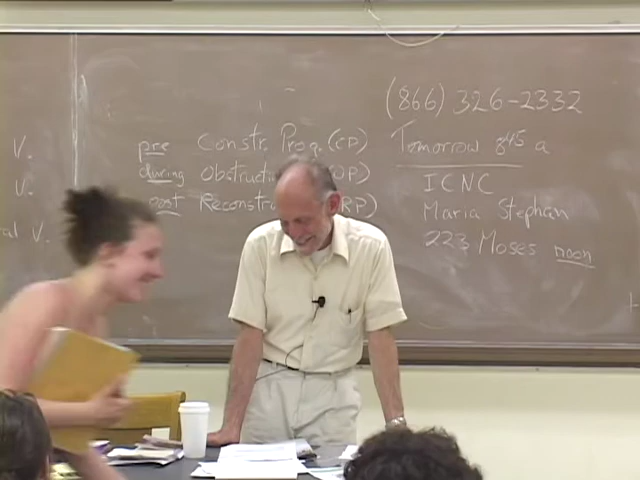 V.
V.
al V.
pre Constr. Prog. (CP)
during Obstructi OP)
post Reconstr RP)
(866) 326-2332
Tomorrow 8⁴⁵ a
ICNC
Maria Stephan
223 Moses noon